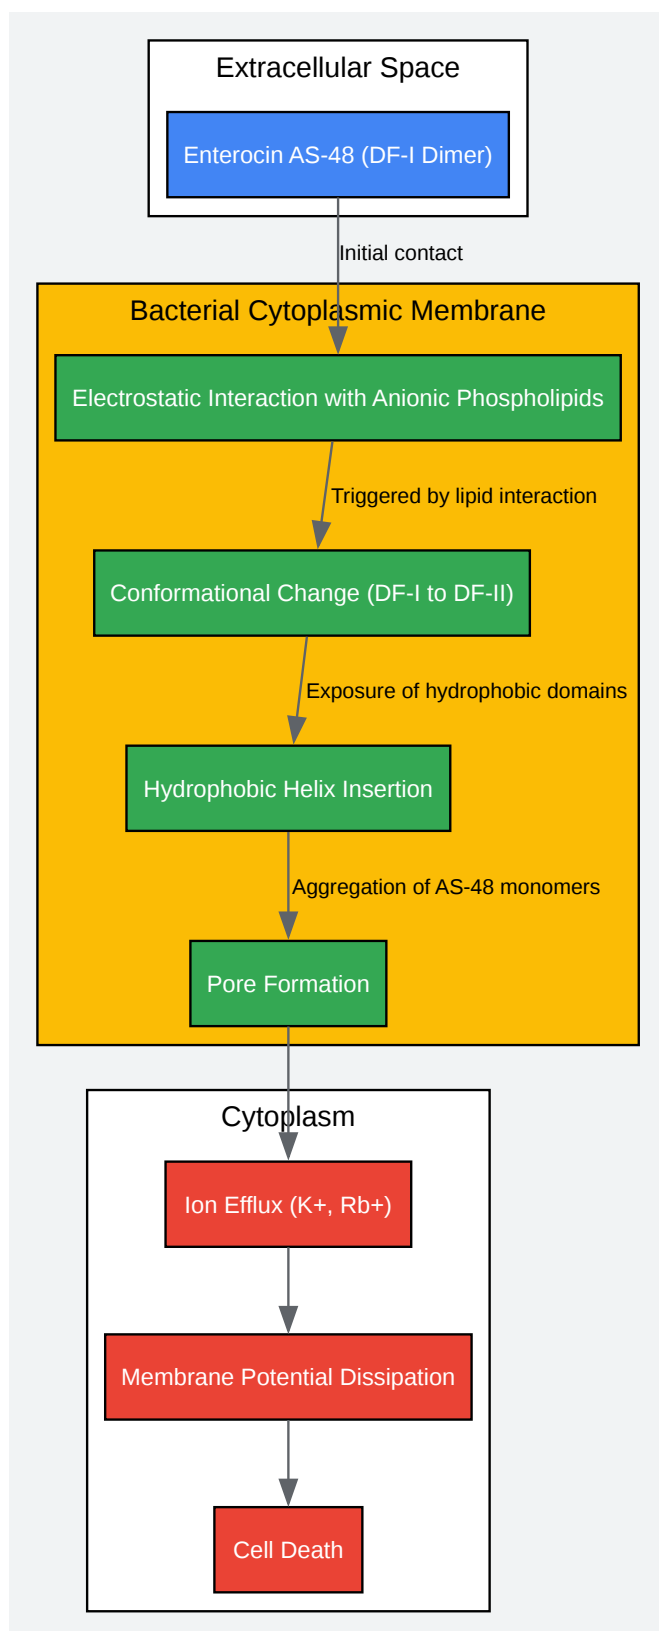 Extracellular Space
Enterocin AS-48 (DF-I Dimer)
Initial contact
Bacterial Cytoplasmic Membrane
Electrostatic Interaction with Anionic Phospholipids
Triggered by lipid interaction
Conformational Change (DF-I to DF-II)
Exposure of hydrophobic domains
Hydrophobic Helix Insertion
Aggregation of AS-48 monomers
Pore Formation
Cytoplasm
Ion Efflux (K+, Rb+)
Membrane Potential Dissipation
Cell Death